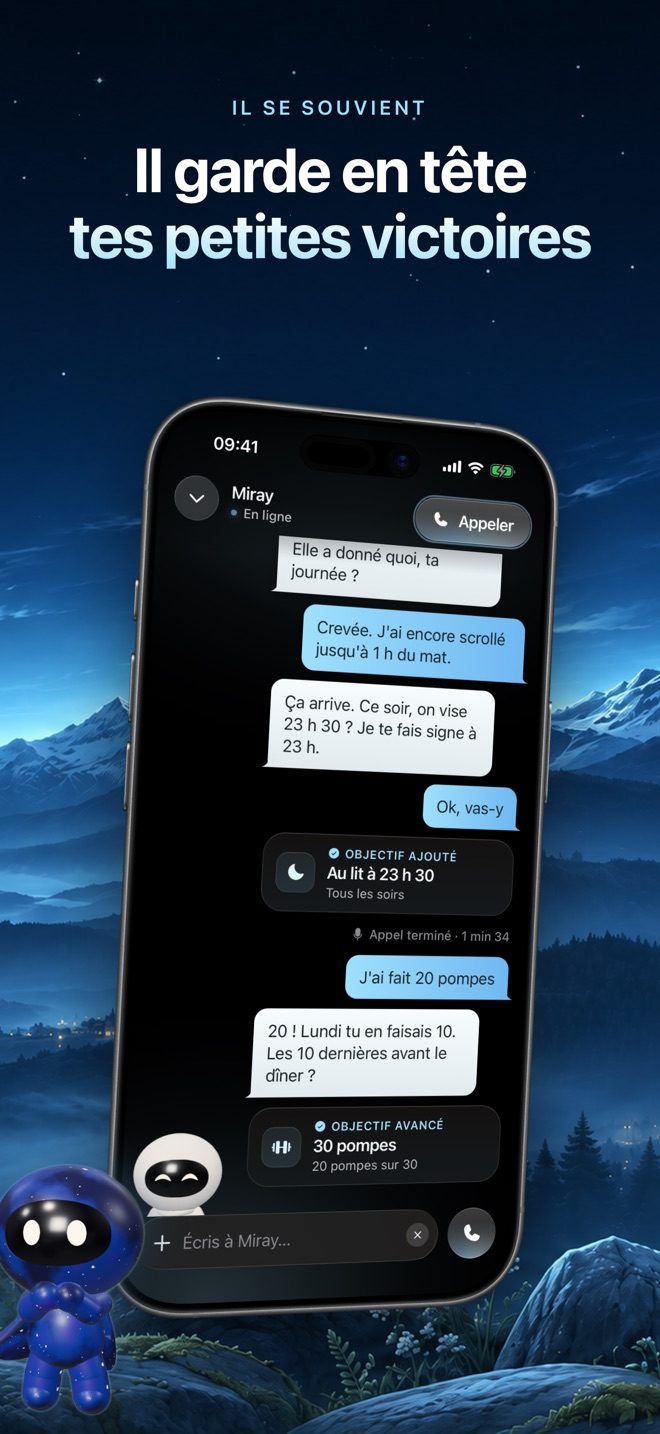 IL SE SOUVIENT
Il garde en tête
tes petites victoires
09:41
Miray
En ligne
Appeler
Elle a donné quoi, ta
journée ?
Crevée. J'ai encore scrollé
jusqu'à 1 h du mat.
Ça arrive. Ce soir, on vise
23 h 30 ? Je te fais signe à
23 h.
Ok, vas-y
OBJECTIF AJOUTÉ
Au lit à 23 h 30
Tous les soirs
Appel terminé · 1 min 34
J'ai fait 20 pompes
20 ! Lundi tu en faisais 10.
Les 10 dernières avant le
dîner ?
OBJECTIF AVANCÉ
30 pompes
20 pompes sur 30
Écris à Miray...